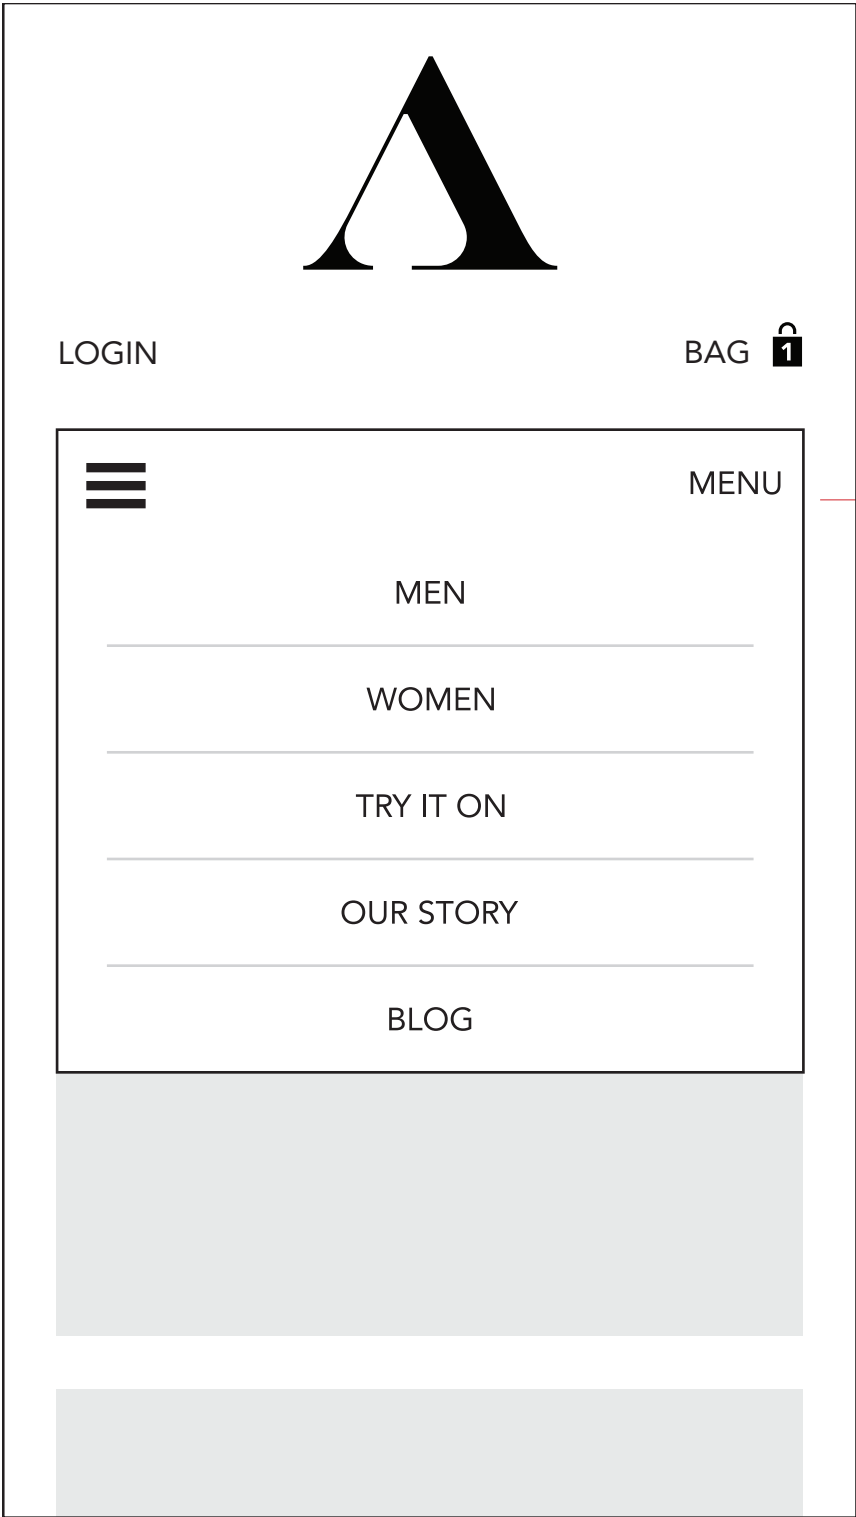 LOGIN
BAG 1
MENU
MEN
WOMEN
TRY IT ON
OUR STORY
BLOG